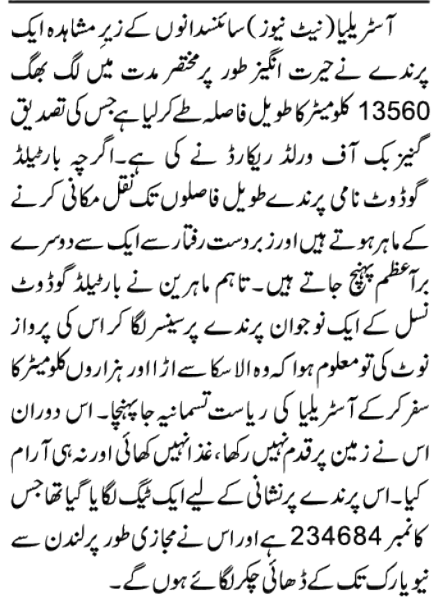 آسٹریلیا (نیٹ نیوز) سائنسدانوں کے زیرِ مشاہدہ ایک
پرندے نے حیرت انگیز طور پر مختصر مدت میں لگ بھگ
13560 کلومیٹر کا طویل فاصلہ طے کرلیا ہے جس کی تصدیق
گنیز بک آف ورلڈ ریکارڈ نے کی ہے۔ اگرچہ بارٹیلڈ
گوڈوٹ نامی پرندے طویل فاصلوں تک نقل مکانی کرنے
کے ماہر ہوتے ہیں اور زبردست رفتار سے ایک سے دوسرے
براعظم پہنچ جاتے ہیں۔ تاہم ماہرین نے بارٹیلڈ گوڈوٹ
نسل کے ایک نوجوان پرندے پر سینسر لگا کر اس کی پرواز
نوٹ کی تو معلوم ہوا کہ وہ الاسکا سے اڑا اور ہزاروں کلومیٹر کا
سفر کرکے آسٹریلیا کی ریاست تسمانیہ جا پہنچا۔ اس دوران
اس نے زمین پر قدم نہیں رکھا، غذا نہیں کھائی اور نہ ہی آرام
کیا۔ اس پرندے پر نشانی کے لیے ایک ٹیگ لگایا گیا تھا جس
کا نمبر 234684 ہے اور اس نے مجازی طور پر لندن سے
نیویارک تک کے ڈھائی چکر لگائے ہوں گے۔